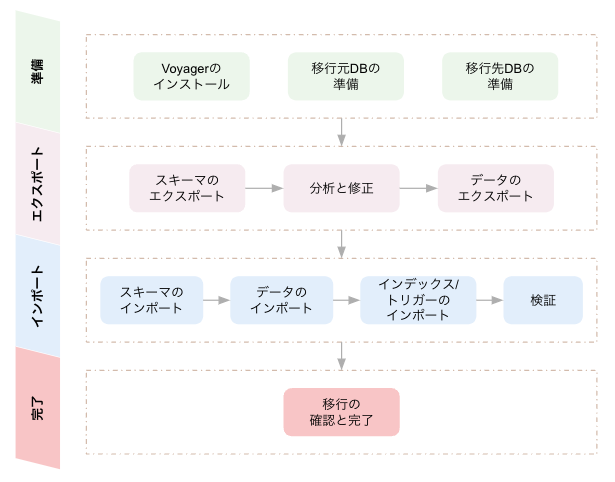 準備
Voyagerの
インストール
移行元DBの
準備
移行先DBの
準備
エクスポート
スキーマの
エクスポート
分析と修正
データの
エクスポート
インポート
スキーマの
インポート
データの
インポート
インデックス/
トリガーの
インポート
検証
完了
移行の
確認と完了